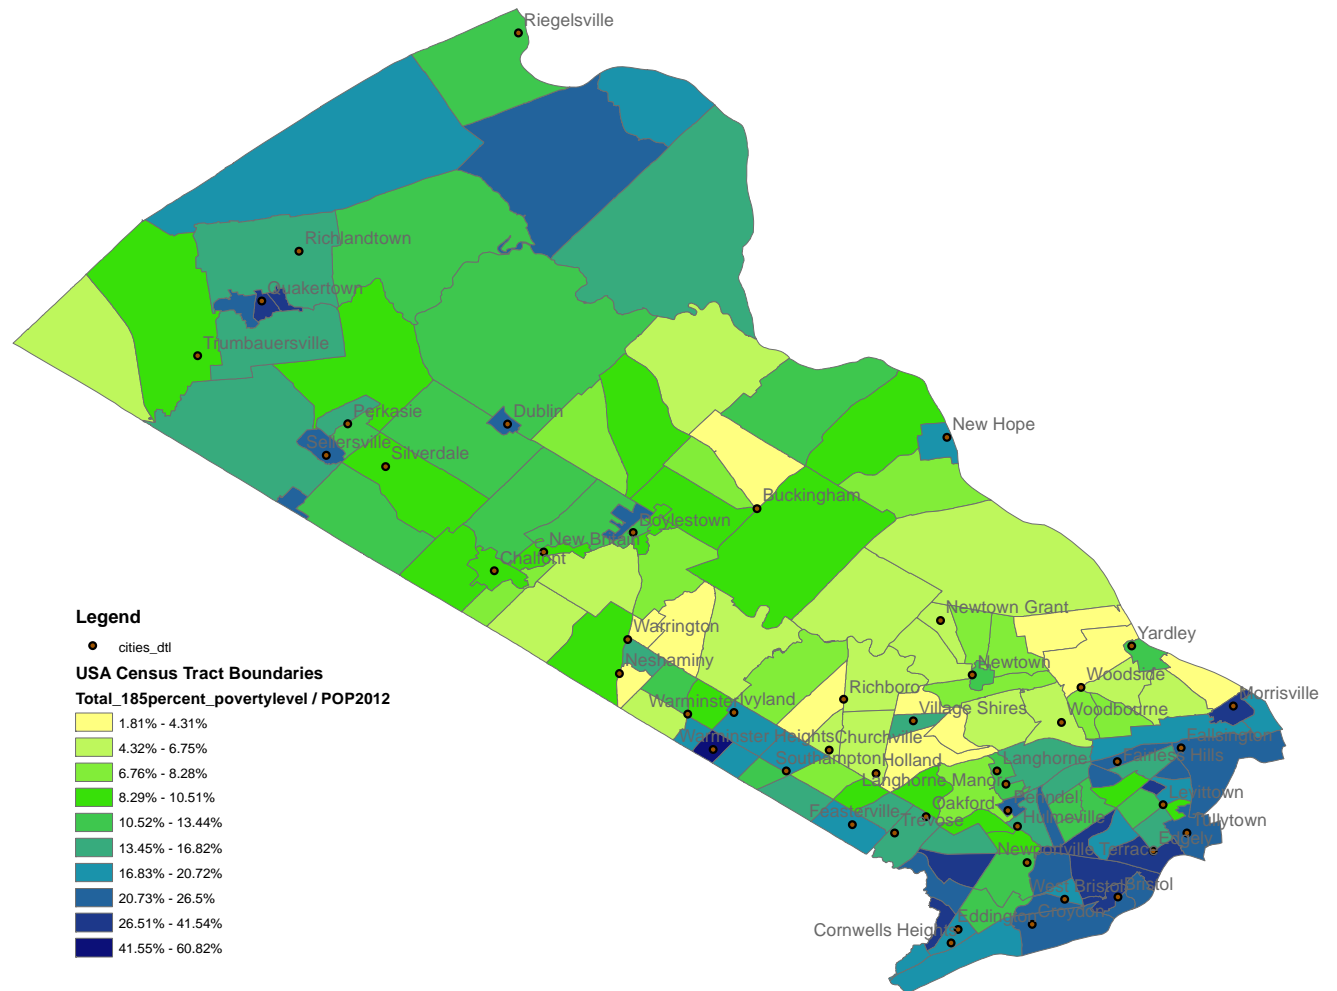 Riegelsville
Richlandtown
Quakertown
Trumbauersville
Perkasie
Dublin
New Hope
Sellersville
Silverdale
Buckingham
Doylestown
New Britain
Chalfont
Newtown Grant
Warrington
Yardley
Neshaminy
Newtown
Woodside
Richboro
Morrisville
Warminster
Ivyland
Village Shires
Woodbourne
Warminster Heights
Churchville
Fallsington
Southampton
Holland
Langhorne
Fairless Hills
Langhorne Manor
Penndel
Levittown
Oakford
Feasterville
Trevose
Hulmeville
Tullytown
Edgely
Newportville Terrace
West Bristol
Bristol
Eddington
Croydon
Cornwells Heights
Legend
cities_dtl
USA Census Tract Boundaries
Total_185percent_povertylevel / POP2012
1.81% - 4.31%
4.32% - 6.75%
6.76% - 8.28%
8.29% - 10.51%
10.52% - 13.44%
13.45% - 16.82%
16.83% - 20.72%
20.73% - 26.5%
26.51% - 41.54%
41.55% - 60.82%